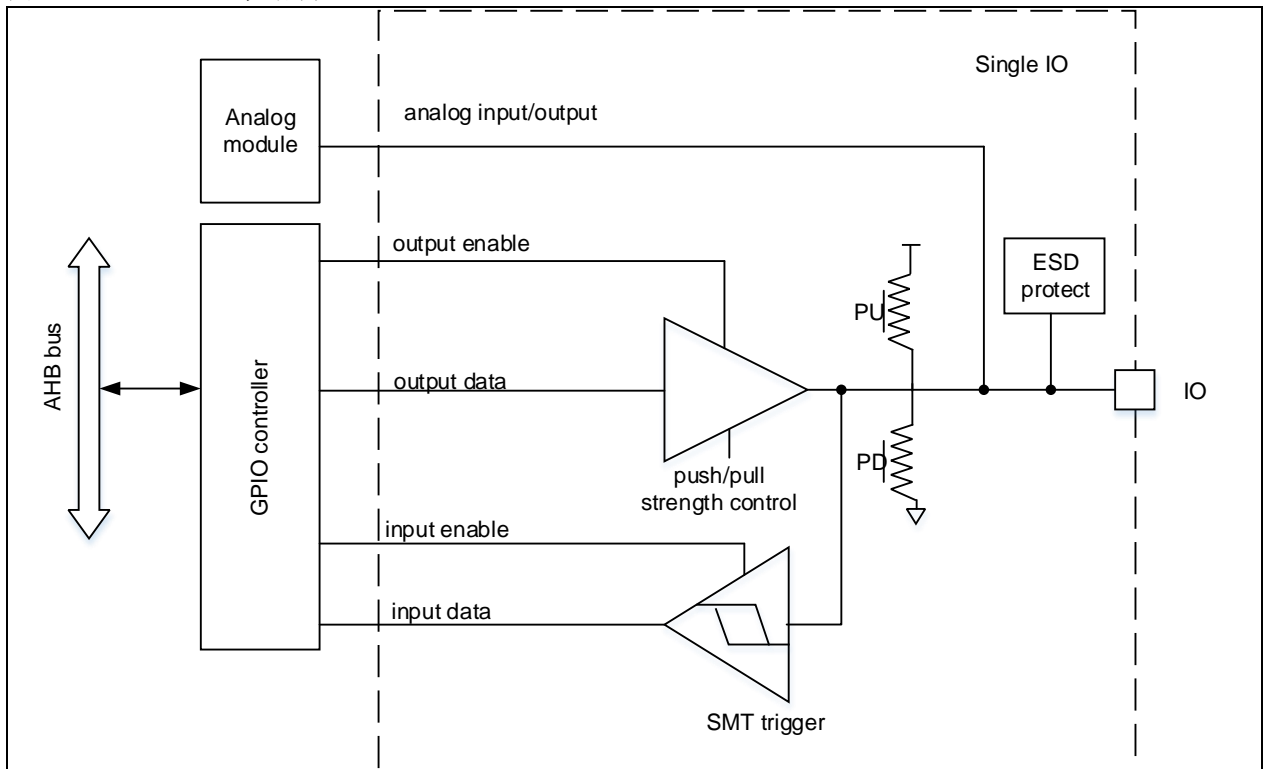 Single IO
Analog
module
analog input/output
output enable
ESD
protect
PU
AHB bus
GPIO controller
output data
IO
PD
push/pull
strength control
input enable
input data
SMT trigger